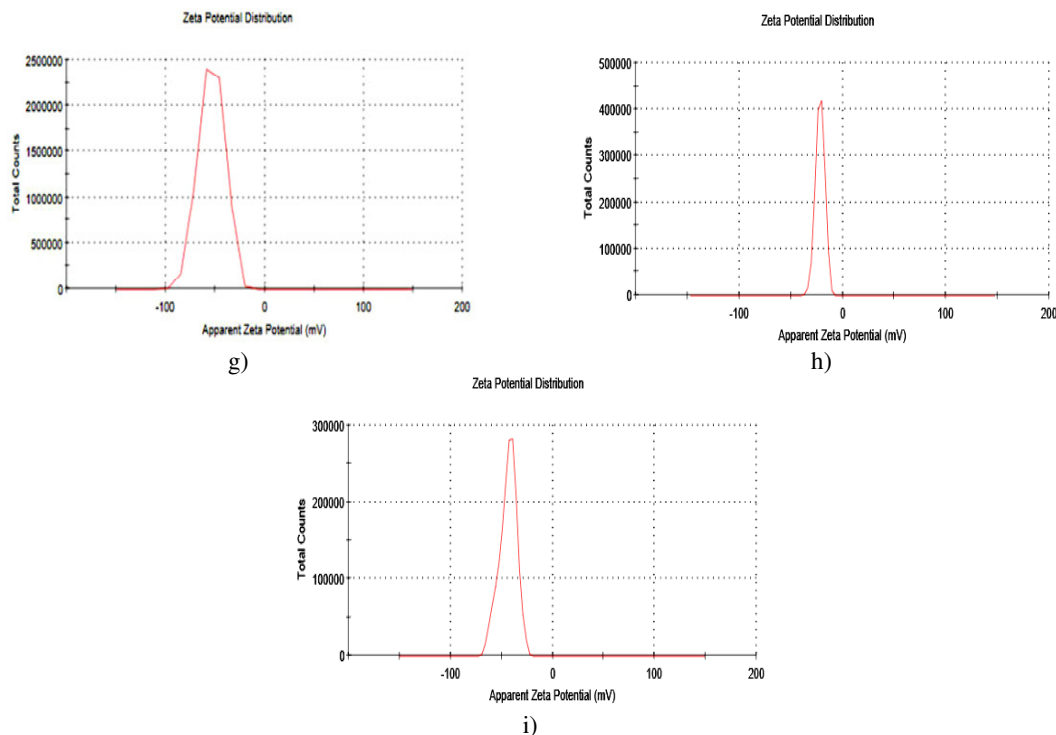 Zeta Potential Distribution
2500000
2000000
1500000
1000000
500000
0
Total Counts
-100 0 100 200
Apparent Zeta Potential (mV)
g)
Zeta Potential Distribution
500000
400000
300000
200000
100000
0
Total Counts
-100 0 100 200
Apparent Zeta Potential (mV)
h)
Zeta Potential Distribution
300000
200000
100000
0
Total Counts
-100 0 100 200
Apparent Zeta Potential (mV)
i)